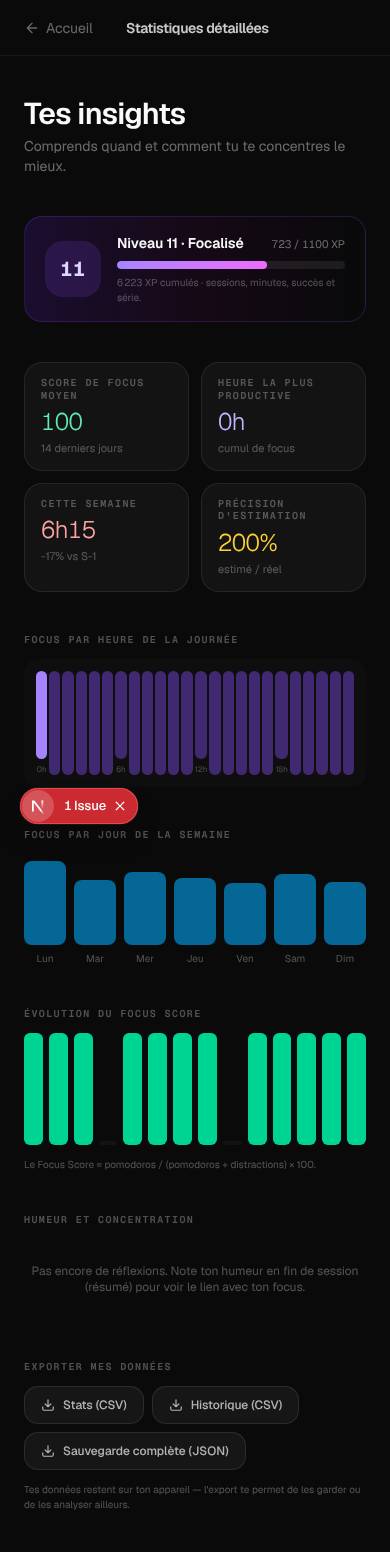 ← Accueil Statistiques détaillées
Tes insights
Comprends quand et comment tu te concentres le
mieux.
11
Niveau 11 · Focalisé 723 / 1100 XP
6 223 XP cumulés · sessions, minutes, succès et
série.
SCORE DE FOCUS
MOYEN
100
14 derniers jours
HEURE LA PLUS
PRODUCTIVE
0h
cumul de focus
CETTE SEMAINE
6h15
-17% vs S-1
PRÉCISION
D'ESTIMATION
200%
estimé / réel
FOCUS PAR HEURE DE LA JOURNÉE
0h 6h 12h 18h
N 1 Issue ×
FOCUS PAR JOUR DE LA SEMAINE
Lun Mar Mer Jeu Ven Sam Dim
ÉVOLUTION DU FOCUS SCORE
Le Focus Score = pomodoros / (pomodoros + distractions) × 100.
HUMEUR ET CONCENTRATION
Pas encore de réflexions. Note ton humeur en fin de session
(résumé) pour voir le lien avec ton focus.
EXPORTER MES DONNÉES
Stats (CSV) Historique (CSV)
Sauvegarde complète (JSON)
Tes données restent sur ton appareil — l'export te permet de les garder ou
de les analyser ailleurs.